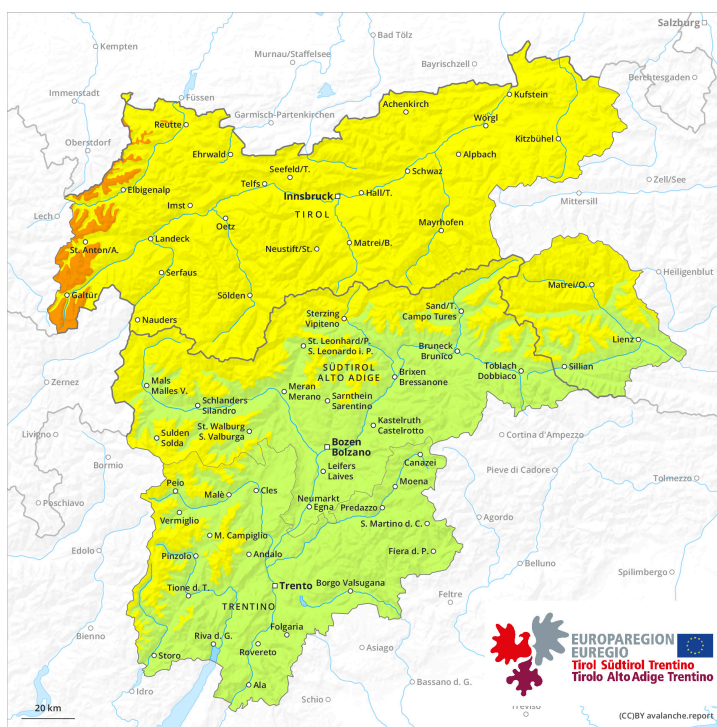 Salzburg
Kempten
Bad Tölz
Murnau/Staffelsee
Bayrischzell
Berchtesgaden
Immenstadt
Füssen
Garmisch-Partenkirchen
Achenkirch
Kufstein
Reutte
Wörgl
Oberstdorf
Ehrwald
Kitzbühel
Alpbach
Seefeld/T.
Schwaz
Telfs
Zell/See
Elbigenalp
Innsbruck
Hall/T.
Mittersill
Lech
Imst
TIROL
Oetz
Mayrhofen
St. Anton/A.
Landeck
Neustift/St.
Matrei/B.
Serfaus
Heiligenblut
Galtür
Sölden
Matrei/O.
Nauders
Sterzing
Vipiteno
Sand/T.
Campo Tures
Lienz
St. Leonhard/P.
S. Leonardo i. P.
Bruneck
Brunico
SÜDTIROL
ALTO ADIGE
Toblach
Dobbiaco
Sillian
Zernez
Mals
Malles V.
Meran
Merano
Brixen
Bressanone
Schlanders
Silandro
Sarnthein
Sarentino
St. Walburg
S. Valburga
Kastelruth
Castelrotto
Livigno
Sulden
Solda
Bozen
Bolzano
Cortina d'Ampezzo
Bormio
Leifers
Laives
Canazei
Pieve di Cadore
Tolmezzo
Peio
Malè
Cles
Moena
Poschiavo
Neumarkt
Egna
Predazzo
Vermiglio
Agordo
S. Martino d. C.
M. Campiglio
Edolo
Pinzolo
Andalo
Fiera d. P.
Belluno
Spilimbergo
Tione d. T.
Trento
Borgo Valsugana
Feltre
TRENTINO
Bienno
Riva d. G.
Folgaria
Rovereto
Asiago
Storo
Bassano d. G.
Idro
Ala
Schio
Treviso
EUROPAREGION
EUREGIO
Tirol Südtirol Trentino
Tirolo Alto Adige Trentino
20 km
(CC)BY avalanche.report